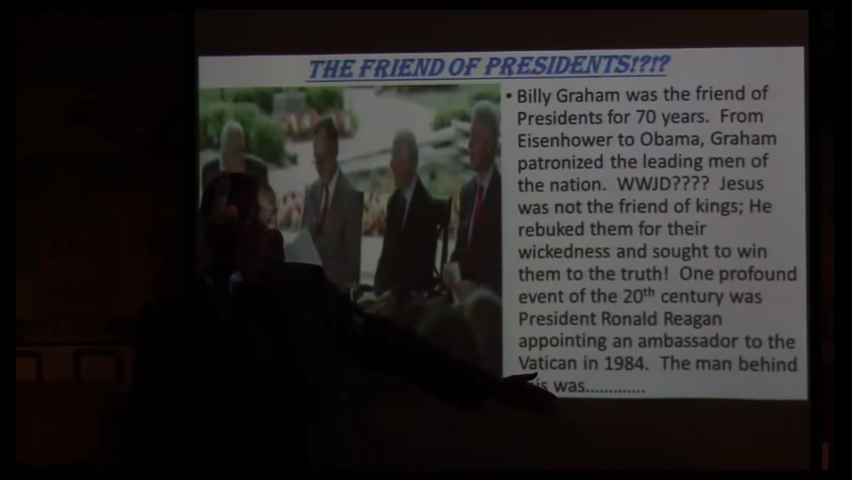 THE FRIEND OF PRESIDENTS!?!?
• Billy Graham was the friend of
Presidents for 70 years. From
Eisenhower to Obama, Graham
patronized the leading men of
the nation. WWJD???? Jesus
was not the friend of kings; He
rebuked them for their
wickedness and sought to win
them to the truth! One profound
event of the 20th century was
President Ronald Reagan
appointing an ambassador to the
Vatican in 1984. The man behind
was.............